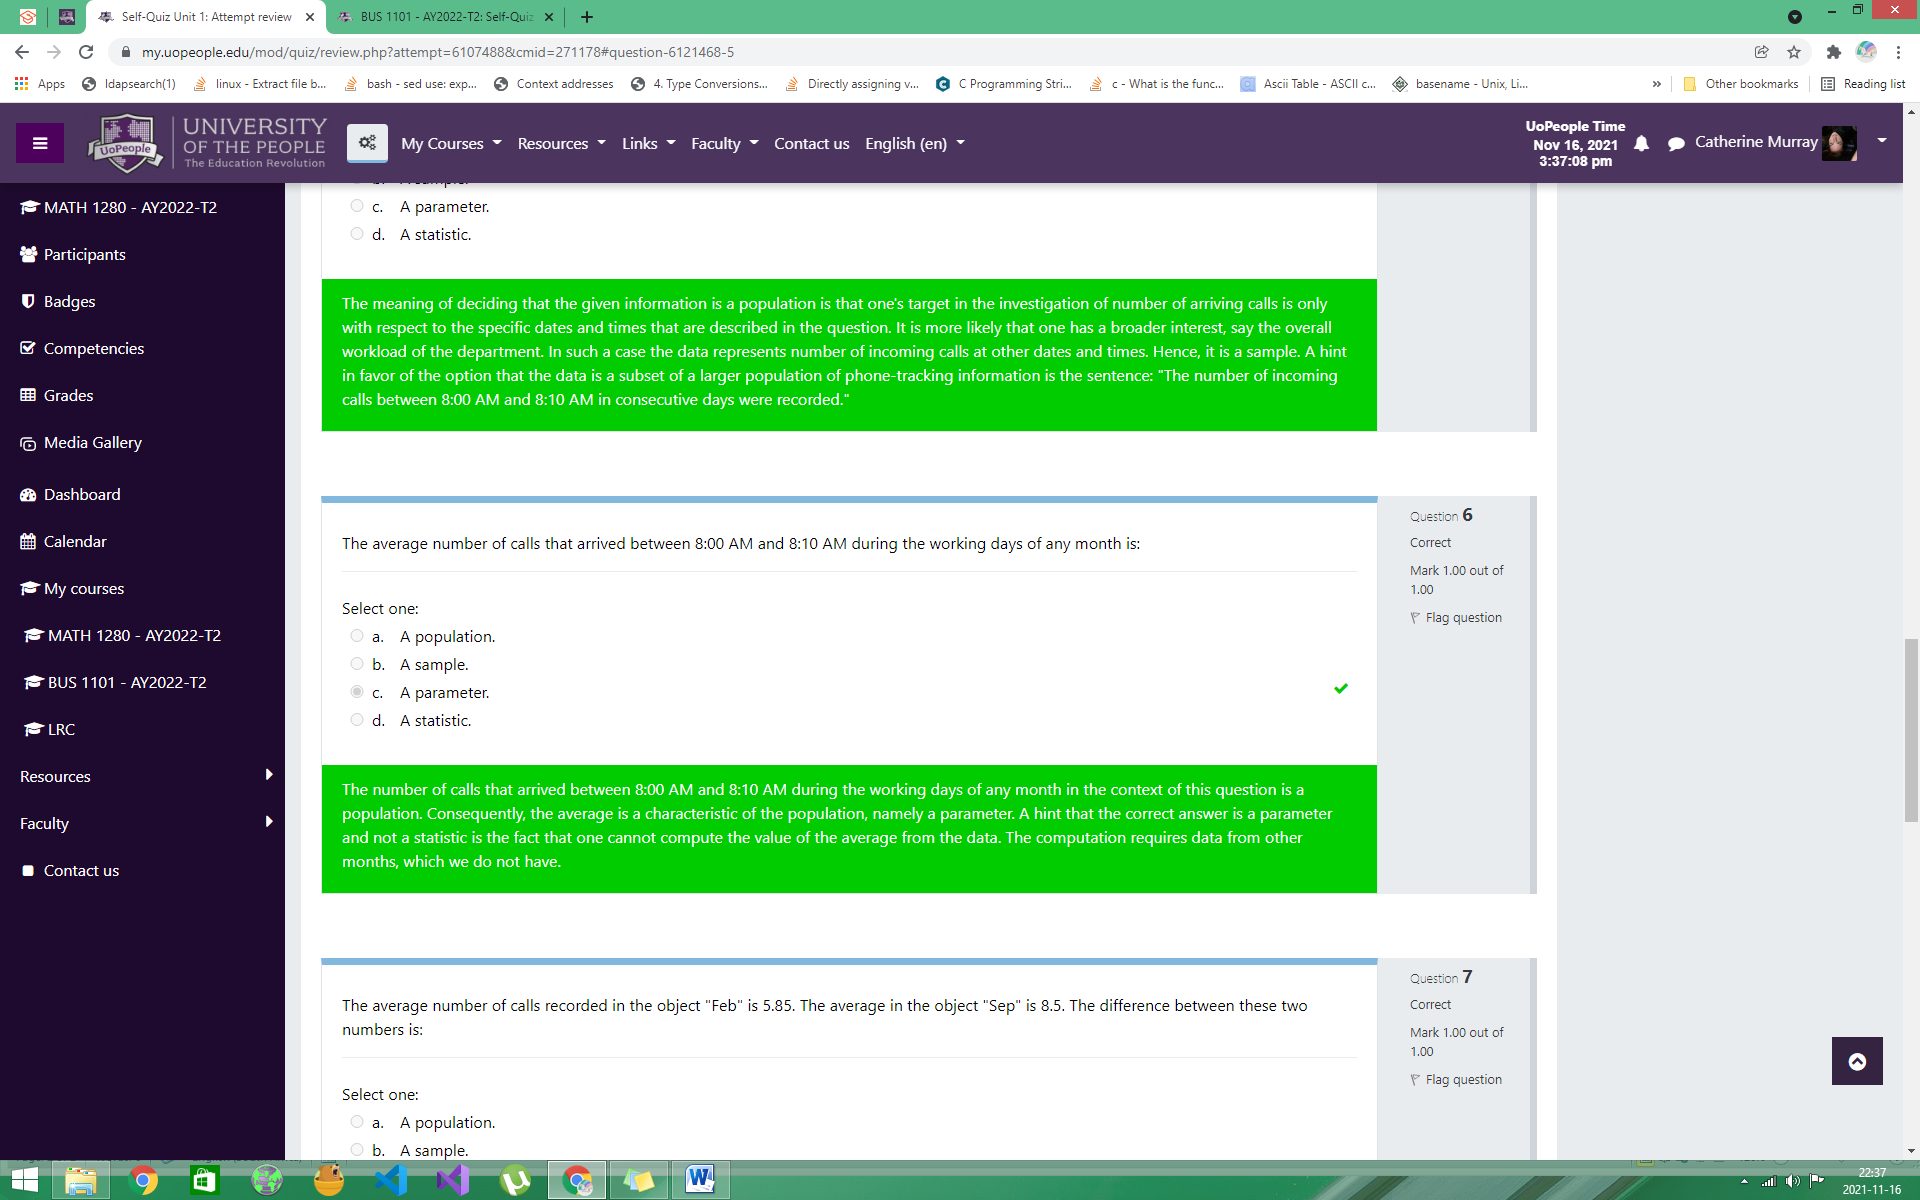 Self-Quiz Unit 1: Attempt review
BUS 1101 - AY2022-T2: Self-Quiz
my.uopeople.edu/mod/quiz/review.php?attempt=6107488&cmid=271178#question-6121468-5
Apps
ldapsearch(1)
linux - Extract file b...
bash - sed use: exp...
Context addresses
4. Type Conversions...
Directly assigning v...
C Programming Stri...
c - What is the func...
Ascii Table - ASCII c...
basename - Unix, Li...
»
Other bookmarks
Reading list
UoPeople
UNIVERSITY
OF THE PEOPLE
The Education Revolution
My Courses
Resources
Links
Faculty
Contact us
English (en)
UoPeople Time
Nov 16, 2021
3:37:08 pm
Catherine Murray
MATH 1280 - AY2022-T2
Participants
Badges
Competencies
Grades
Media Gallery
Dashboard
Calendar
My courses
MATH 1280 - AY2022-T2
BUS 1101 - AY2022-T2
LRC
Resources
Faculty
Contact us
c. A parameter.
d. A statistic.
The meaning of deciding that the given information is a population is that one's target in the investigation of number of arriving calls is only
with respect to the specific dates and times that are described in the question. It is more likely that one has a broader interest, say the overall
workload of the department. In such a case the data represents number of incoming calls at other dates and times. Hence, it is a sample. A hint
in favor of the option that the data is a subset of a larger population of phone-tracking information is the sentence: "The number of incoming
calls between 8:00 AM and 8:10 AM in consecutive days were recorded."
Question 6
Correct
Mark 1.00 out of
1.00
Flag question
The average number of calls that arrived between 8:00 AM and 8:10 AM during the working days of any month is:
Select one:
a. A population.
b. A sample.
c. A parameter.
d. A statistic.
The number of calls that arrived between 8:00 AM and 8:10 AM during the working days of any month in the context of this question is a
population. Consequently, the average is a characteristic of the population, namely a parameter. A hint that the correct answer is a parameter
and not a statistic is the fact that one cannot compute the value of the average from the data. The computation requires data from other
months, which we do not have.
Question 7
Correct
Mark 1.00 out of
1.00
Flag question
The average number of calls recorded in the object "Feb" is 5.85. The average in the object "Sep" is 8.5. The difference between these two
numbers is:
Select one:
a. A population.
b. A sample.
22:37
2021-11-16